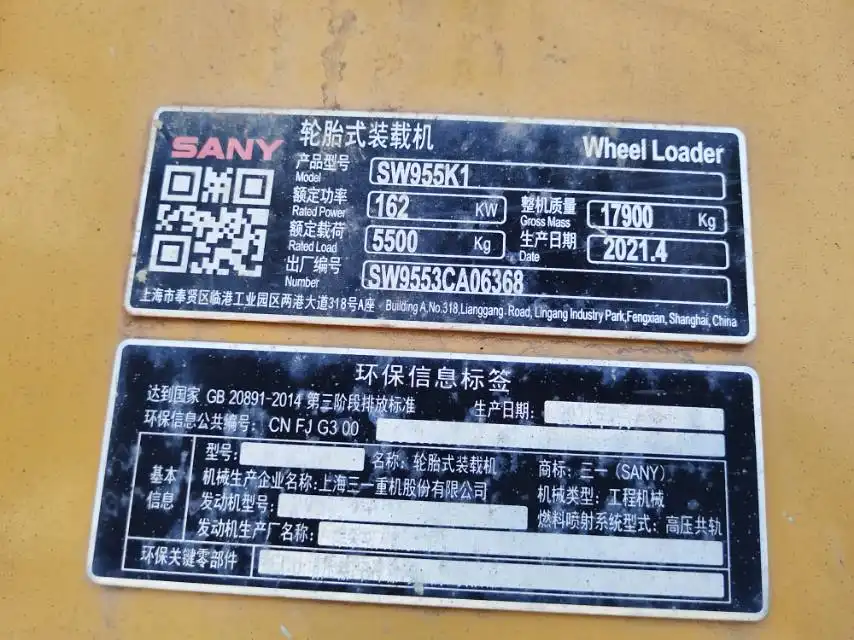 SANY
轮胎式装载机 Wheel Loader
产品型号 Model SW955K1
额定功率 Rated Power 162 KW 整机质量 Gross Mass 17900 Kg
额定载荷 Rated Load 5500 Kg 生产日期 Date 2021.4
出厂编号 Number SW9553CA06368
上海市奉贤区临港工业园区两港大道318号A座 Building A, No.318, Lianggang. Road, Lingang Industry Park, Fengxian, Shanghai, China
环保信息标签
达到国家 GB 20891-2014 第三阶段排放标准 生产日期:
环保信息公共编号: CN FJ G3 00
基本信息
型号: 名称: 轮胎式装载机 商标: 三一 (SANY)
机械生产企业名称: 上海三一重机股份有限公司 机械类型: 工程机械
发动机型号: 燃料喷射系统型式: 高压共轨
发动机生产厂名称:
环保关键零部件